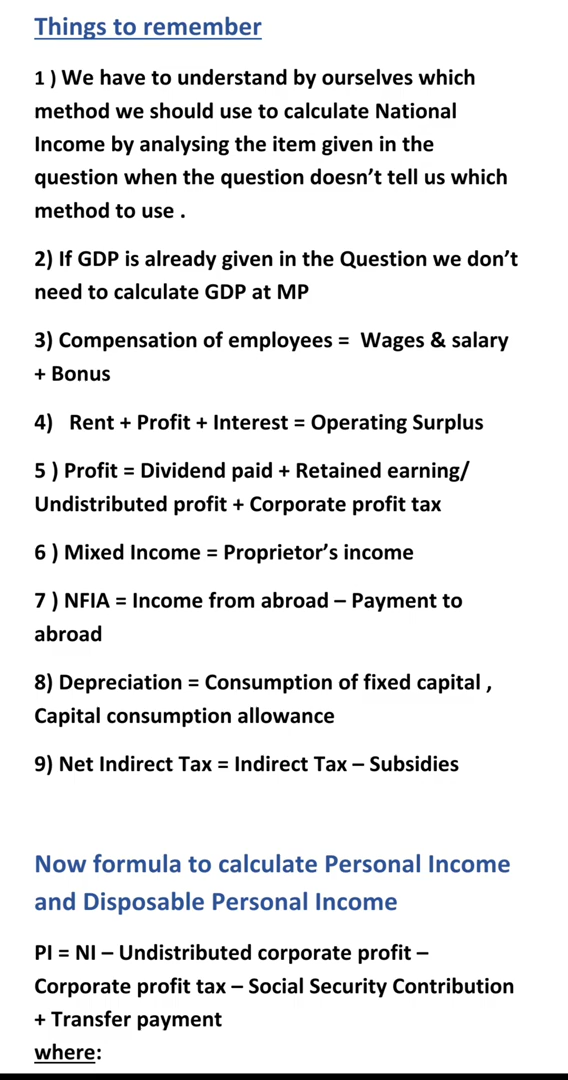 Things to remember
1 ) We have to understand by ourselves which
method we should use to calculate National
Income by analysing the item given in the
question when the question doesn’t tell us which
method to use .
2) If GDP is already given in the Question we don’t
need to calculate GDP at MP
3) Compensation of employees =  Wages & salary
+ Bonus
4)   Rent + Profit + Interest = Operating Surplus
5 ) Profit = Dividend paid + Retained earning/
Undistributed profit + Corporate profit tax
6 ) Mixed Income = Proprietor’s income
7 ) NFIA = Income from abroad – Payment to
abroad
8) Depreciation = Consumption of fixed capital ,
Capital consumption allowance
9) Net Indirect Tax = Indirect Tax – Subsidies
Now formula to calculate Personal Income
and Disposable Personal Income
PI = NI – Undistributed corporate profit –
Corporate profit tax – Social Security Contribution
+ Transfer payment
where: